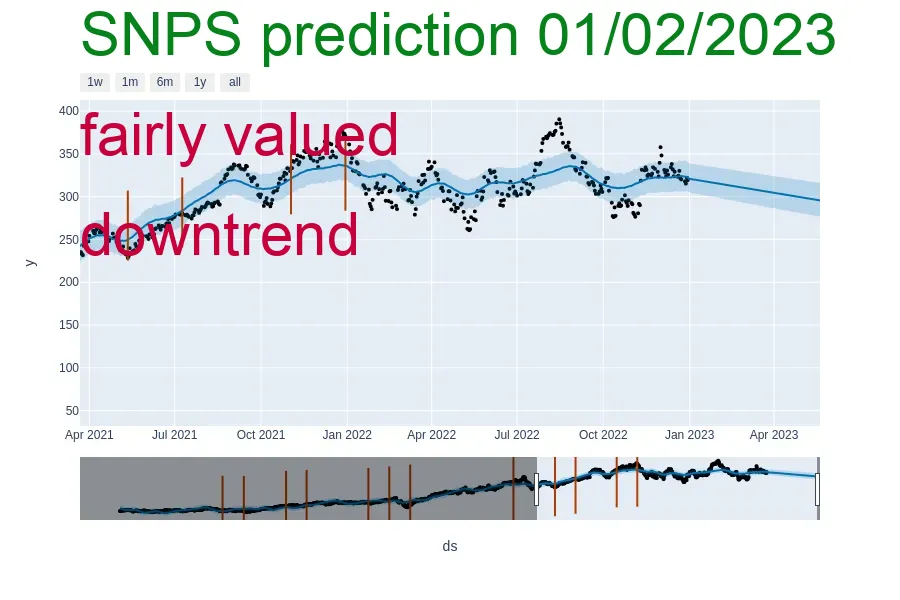 SNPS prediction 01/02/2023
1w 1m 6m 1y all
fairly valued
downtrend
400
350
300
250
200
150
100
50
y
Apr 2021 Jul 2021 Oct 2021 Jan 2022 Apr 2022 Jul 2022 Oct 2022 Jan 2023 Apr 2023
ds